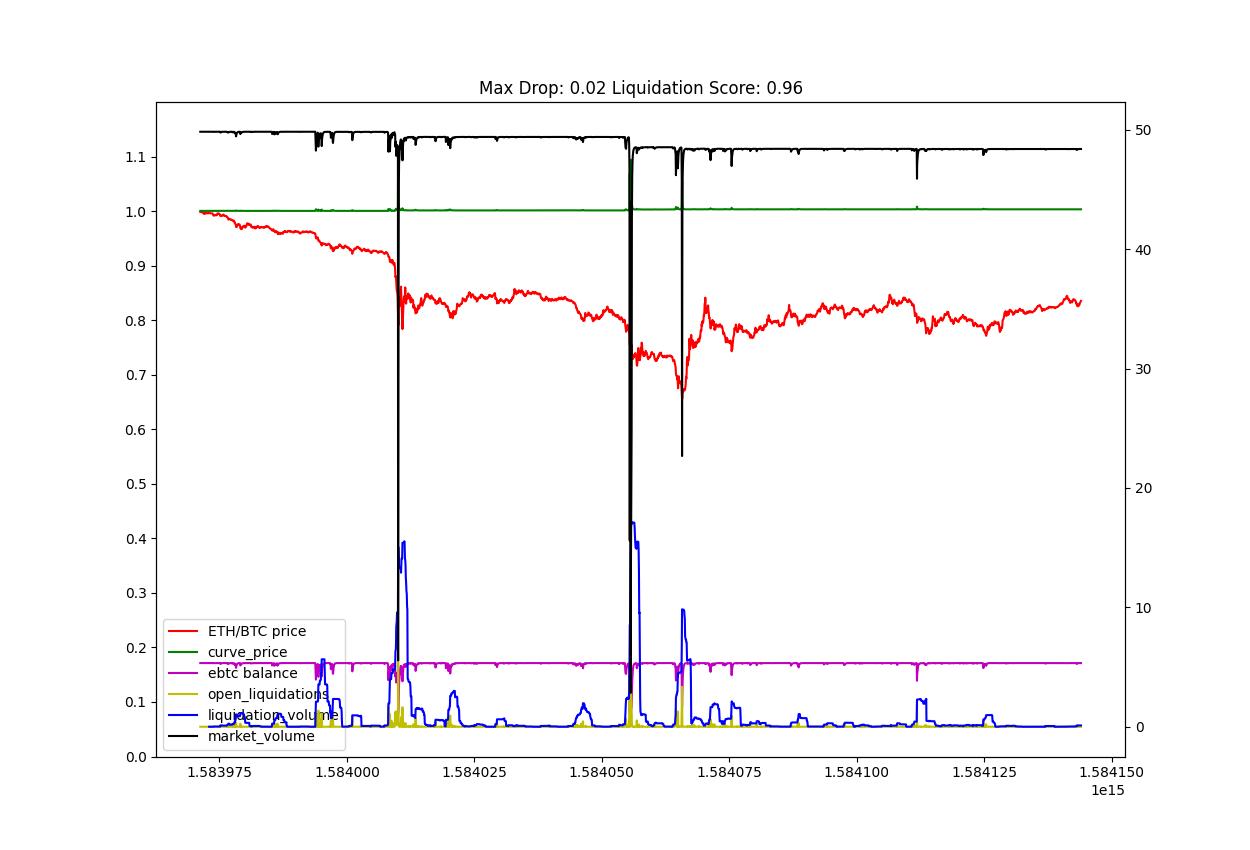 Max Drop: 0.02 Liquidation Score: 0.96
1.1
1.0
0.9
0.8
0.7
0.6
0.5
0.4
0.3
0.2
0.1
0.0
50
40
30
20
10
0
ETH/BTC price
curve_price
ebtc balance
open_liquidations
liquidation_volume
market_volume
1.583975 1.584000 1.584025 1.584050 1.584075 1.584100 1.584125 1.584150
1e15